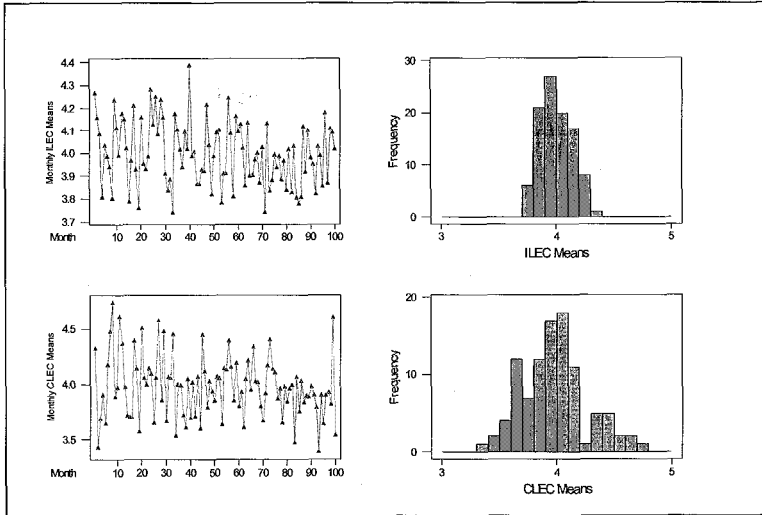 4.4
4.3
4.2
4.1
4.0
3.9
3.8
3.7
Monthly ILEC Means
Month 10 20 30 40 50 60 70 80 90 100
30
20
10
0
Frequency
3 4 5
ILEC Means
4.5
4.0
3.5
Monthly CLEC Means
Month 10 20 30 40 50 60 70 80 90 100
20
10
0
Frequency
3 4 5
CLEC Means